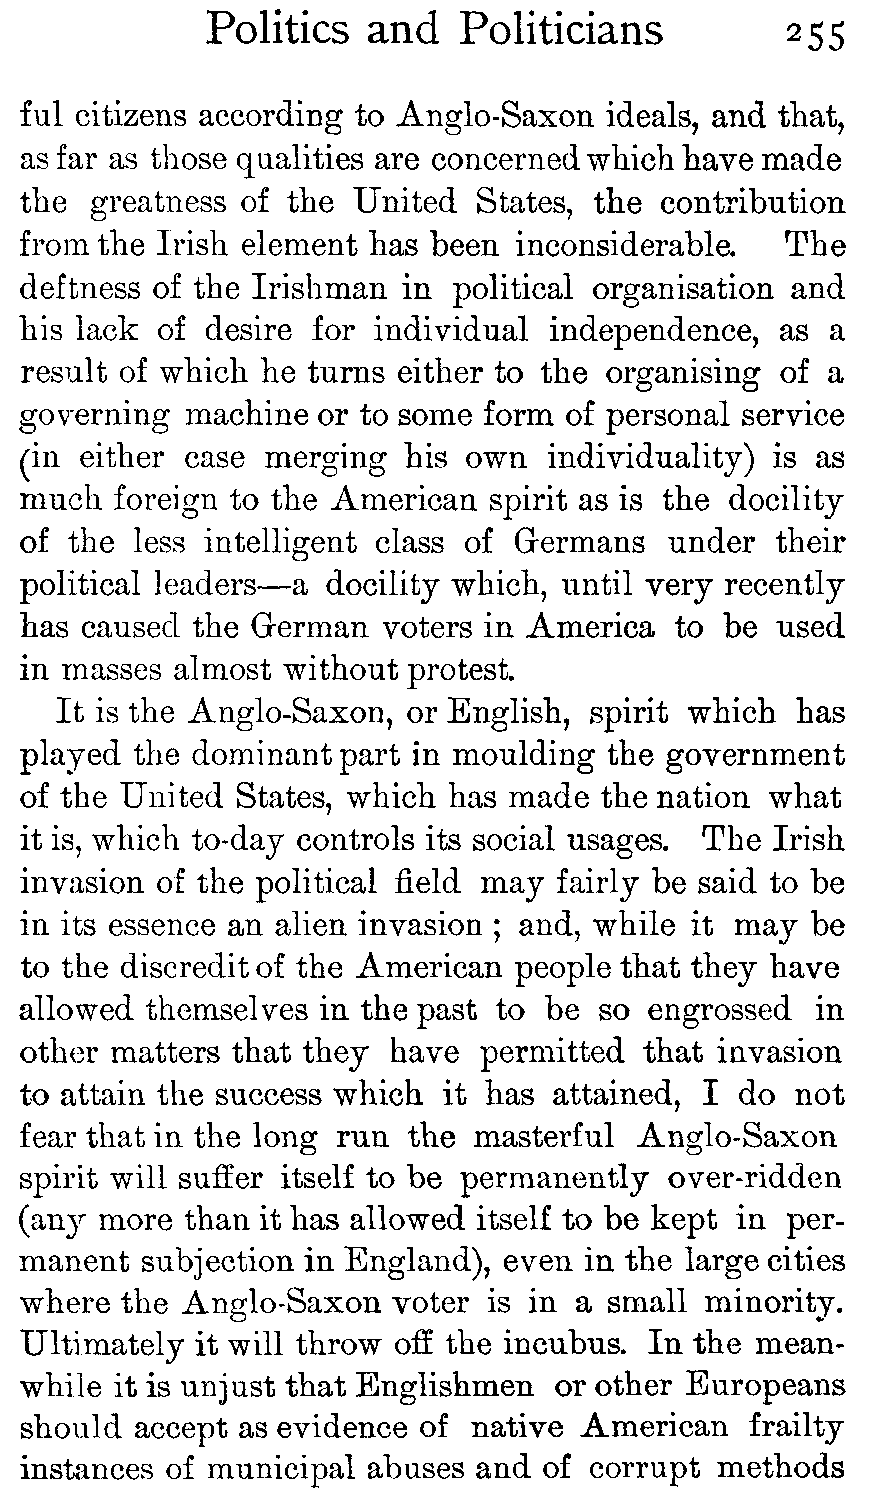 Politics and Politicians 255
ful citizens according to Anglo-Saxon ideals, and that,
as far as those qualities are concerned which have made
the greatness of the United States, the contribution
from the Irish element has been inconsiderable. The
deftness of the Irishman in political organisation and
his lack of desire for individual independence, as a
result of which he turns either to the organising of a
governing machine or to some form of personal service
(in either case merging his own individuality) is as
much foreign to the American spirit as is the docility
of the less intelligent class of Germans under their
political leaders—a docility which, until very recently
has caused the German voters in America to be used
in masses almost without protest.
It is the Anglo-Saxon, or English, spirit which has
played the dominant part in moulding the government
of the United States, which has made the nation what
it is, which to-day controls its social usages. The Irish
invasion of the political field may fairly be said to be
in its essence an alien invasion ; and, while it may be
to the discredit of the American people that they have
allowed themselves in the past to be so engrossed in
other matters that they have permitted that invasion
to attain the success which it has attained, I do not
fear that in the long run the masterful Anglo-Saxon
spirit will suffer itself to be permanently over-ridden
(any more than it has allowed itself to be kept in per-
manent subjection in England), even in the large cities
where the Anglo-Saxon voter is in a small minority.
Ultimately it will throw off the incubus. In the mean-
while it is unjust that Englishmen or other Europeans
should accept as evidence of native American frailty
instances of municipal abuses and of corrupt methods